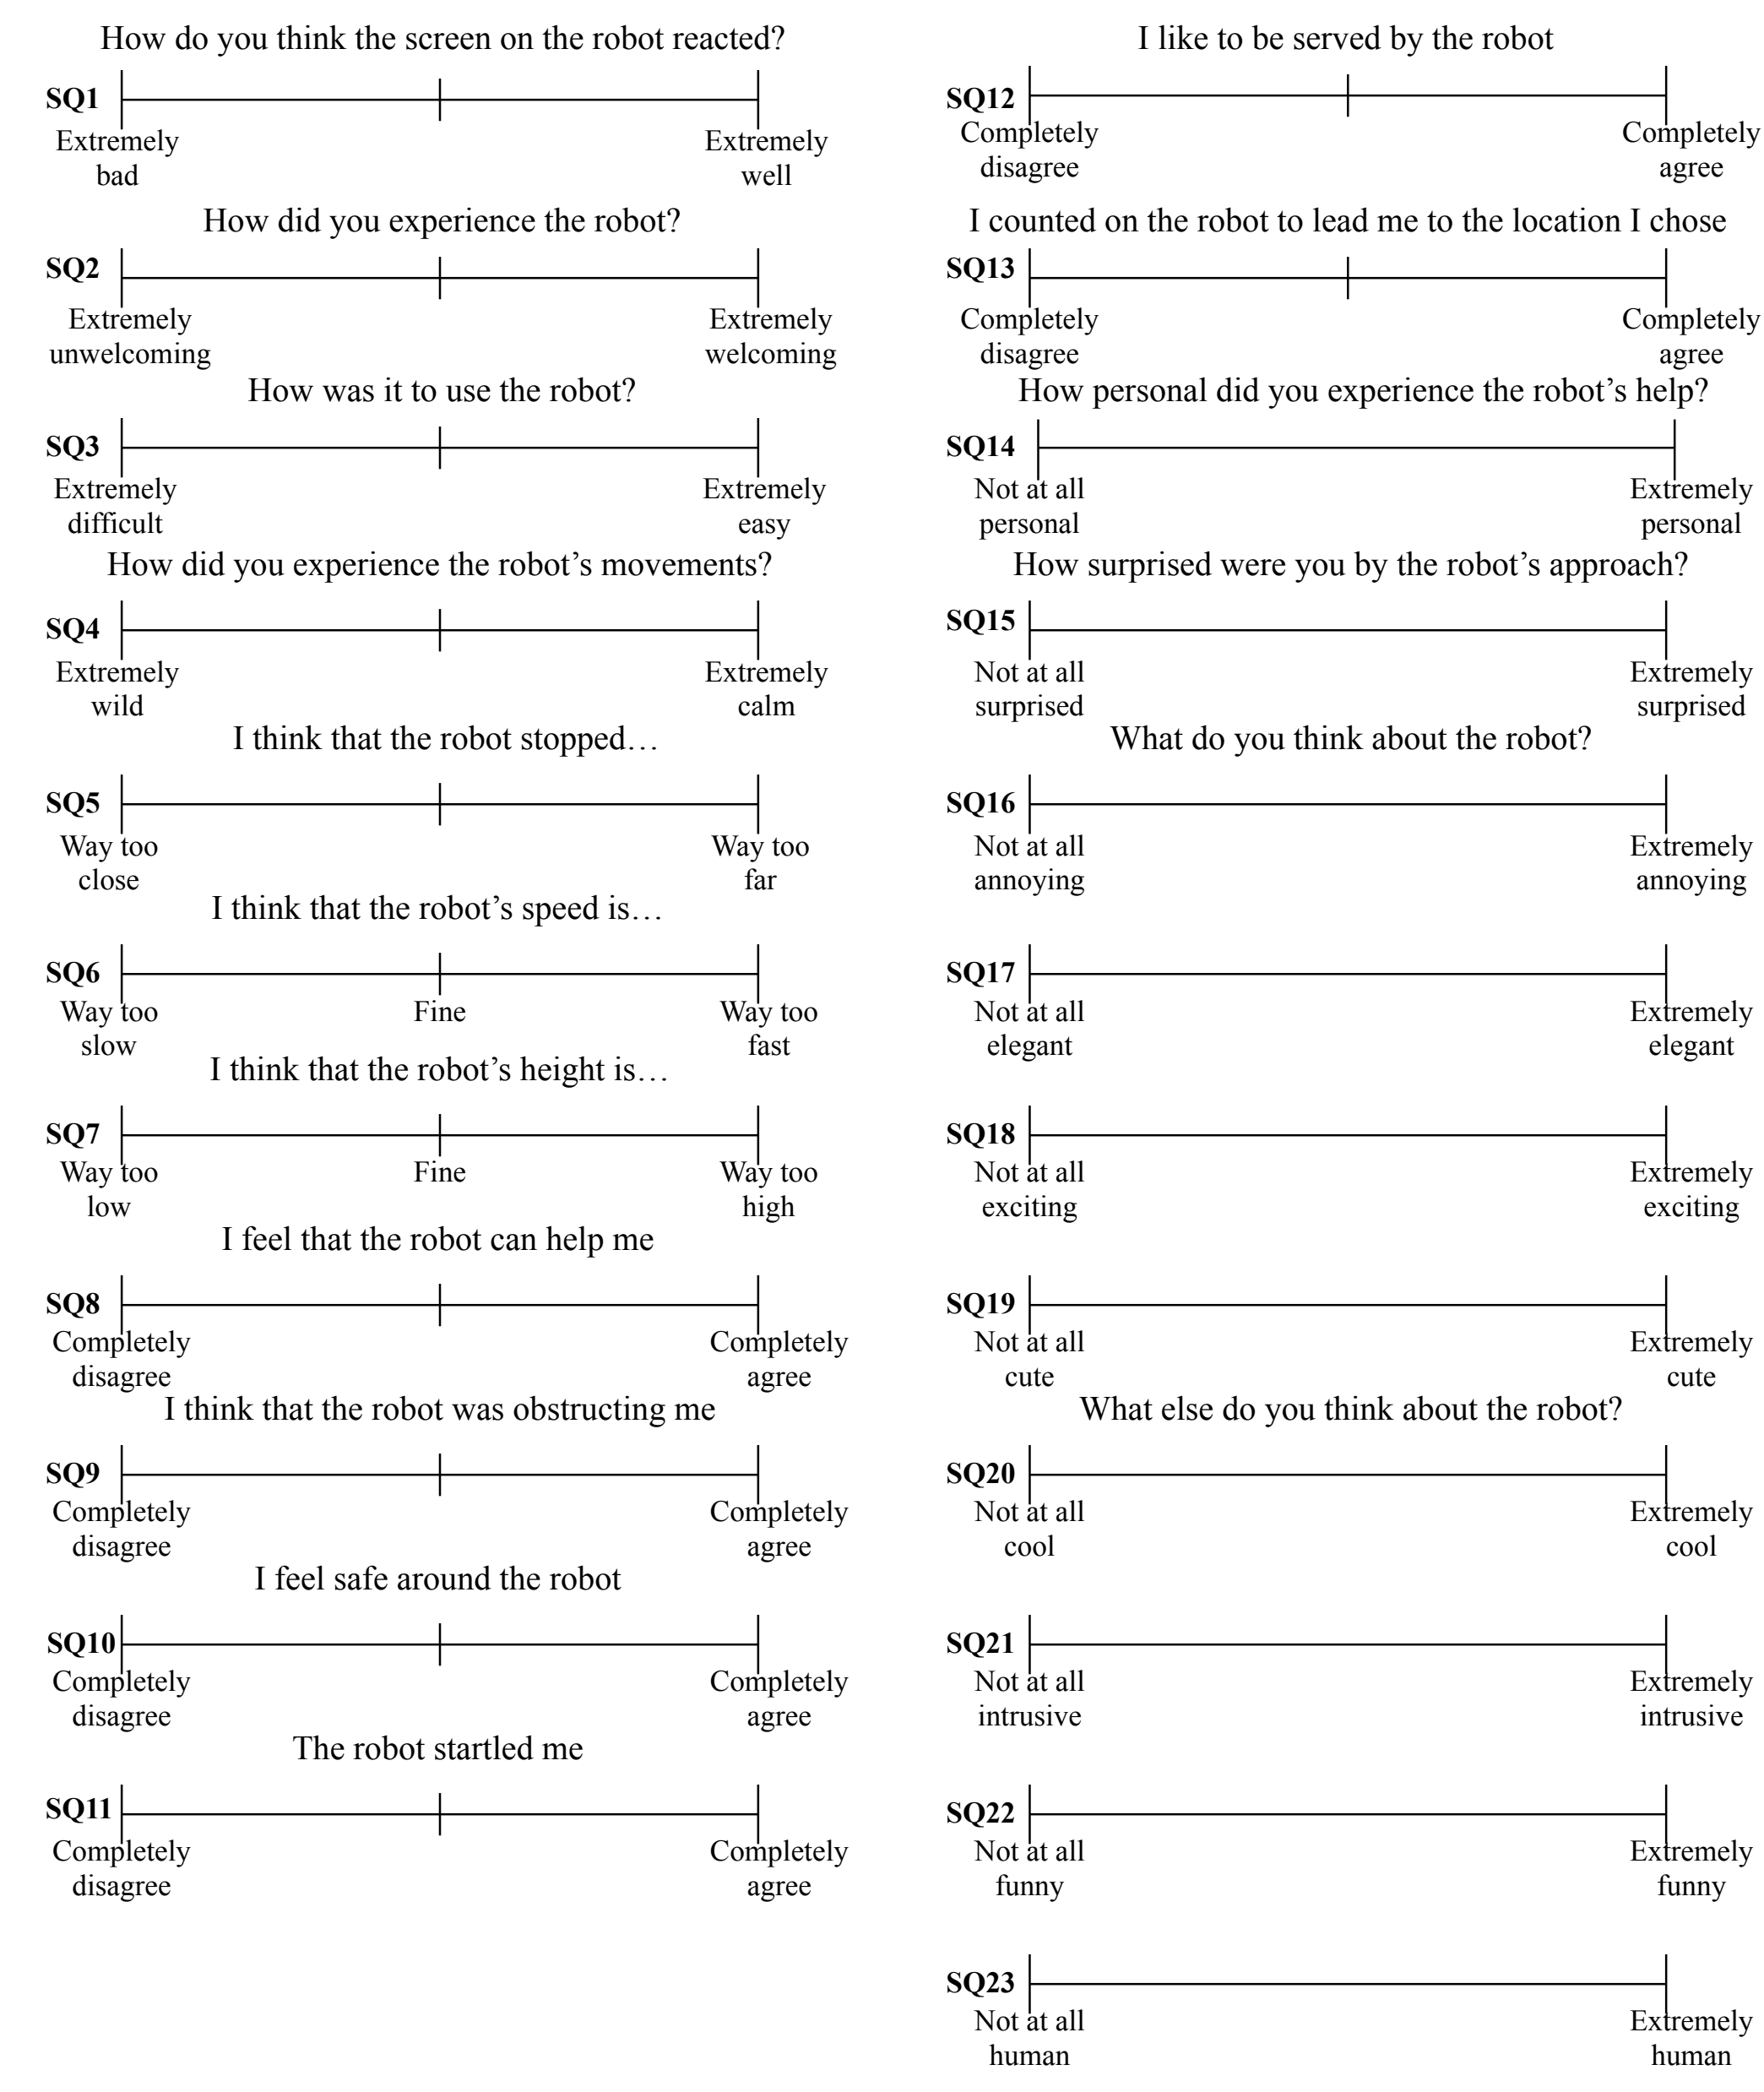 How do you think the screen on the robot reacted?
SQ1
Extremely
bad
Extremely
well
How did you experience the robot?
SQ2
Extremely
unwelcoming
Extremely
welcoming
How was it to use the robot?
SQ3
Extremely
difficult
Extremely
easy
How did you experience the robot’s movements?
SQ4
Extremely
wild
Extremely
calm
I think that the robot stopped…
SQ5
Way too
close
Way too
far
I think that the robot’s speed is…
SQ6
Way too
slow
Fine
Way too
fast
I think that the robot’s height is…
SQ7
Way too
low
Fine
Way too
high
I feel that the robot can help me
SQ8
Completely
disagree
Completely
agree
I think that the robot was obstructing me
SQ9
Completely
disagree
Completely
agree
I feel safe around the robot
SQ10
Completely
disagree
Completely
agree
The robot startled me
SQ11
Completely
disagree
Completely
agree
I like to be served by the robot
SQ12
Completely
disagree
Completely
agree
I counted on the robot to lead me to the location I chose
SQ13
Completely
disagree
Completely
agree
How personal did you experience the robot’s help?
SQ14
Not at all
personal
Extremely
personal
How surprised were you by the robot’s approach?
SQ15
Not at all
surprised
Extremely
surprised
What do you think about the robot?
SQ16
Not at all
annoying
Extremely
annoying
SQ17
Not at all
elegant
Extremely
elegant
SQ18
Not at all
exciting
Extremely
exciting
SQ19
Not at all
cute
Extremely
cute
What else do you think about the robot?
SQ20
Not at all
cool
Extremely
cool
SQ21
Not at all
intrusive
Extremely
intrusive
SQ22
Not at all
funny
Extremely
funny
SQ23
Not at all
human
Extremely
human